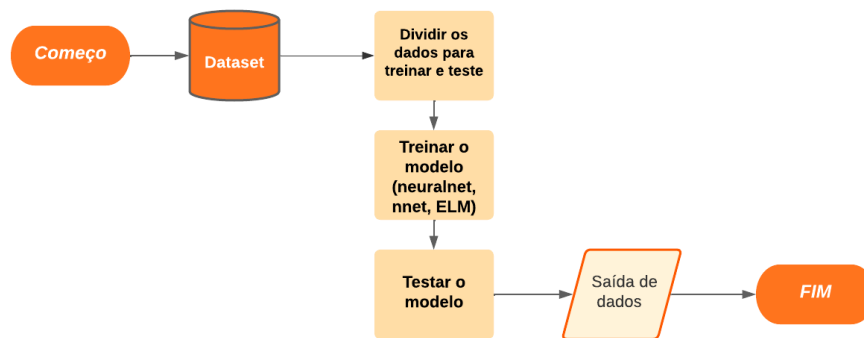 Começo
Dataset
Dividir os
dados para
treinar e teste
Treinar o
modelo
(neuralnet,
nnet, ELM)
Testar o
modelo
Saída de
dados
FIM